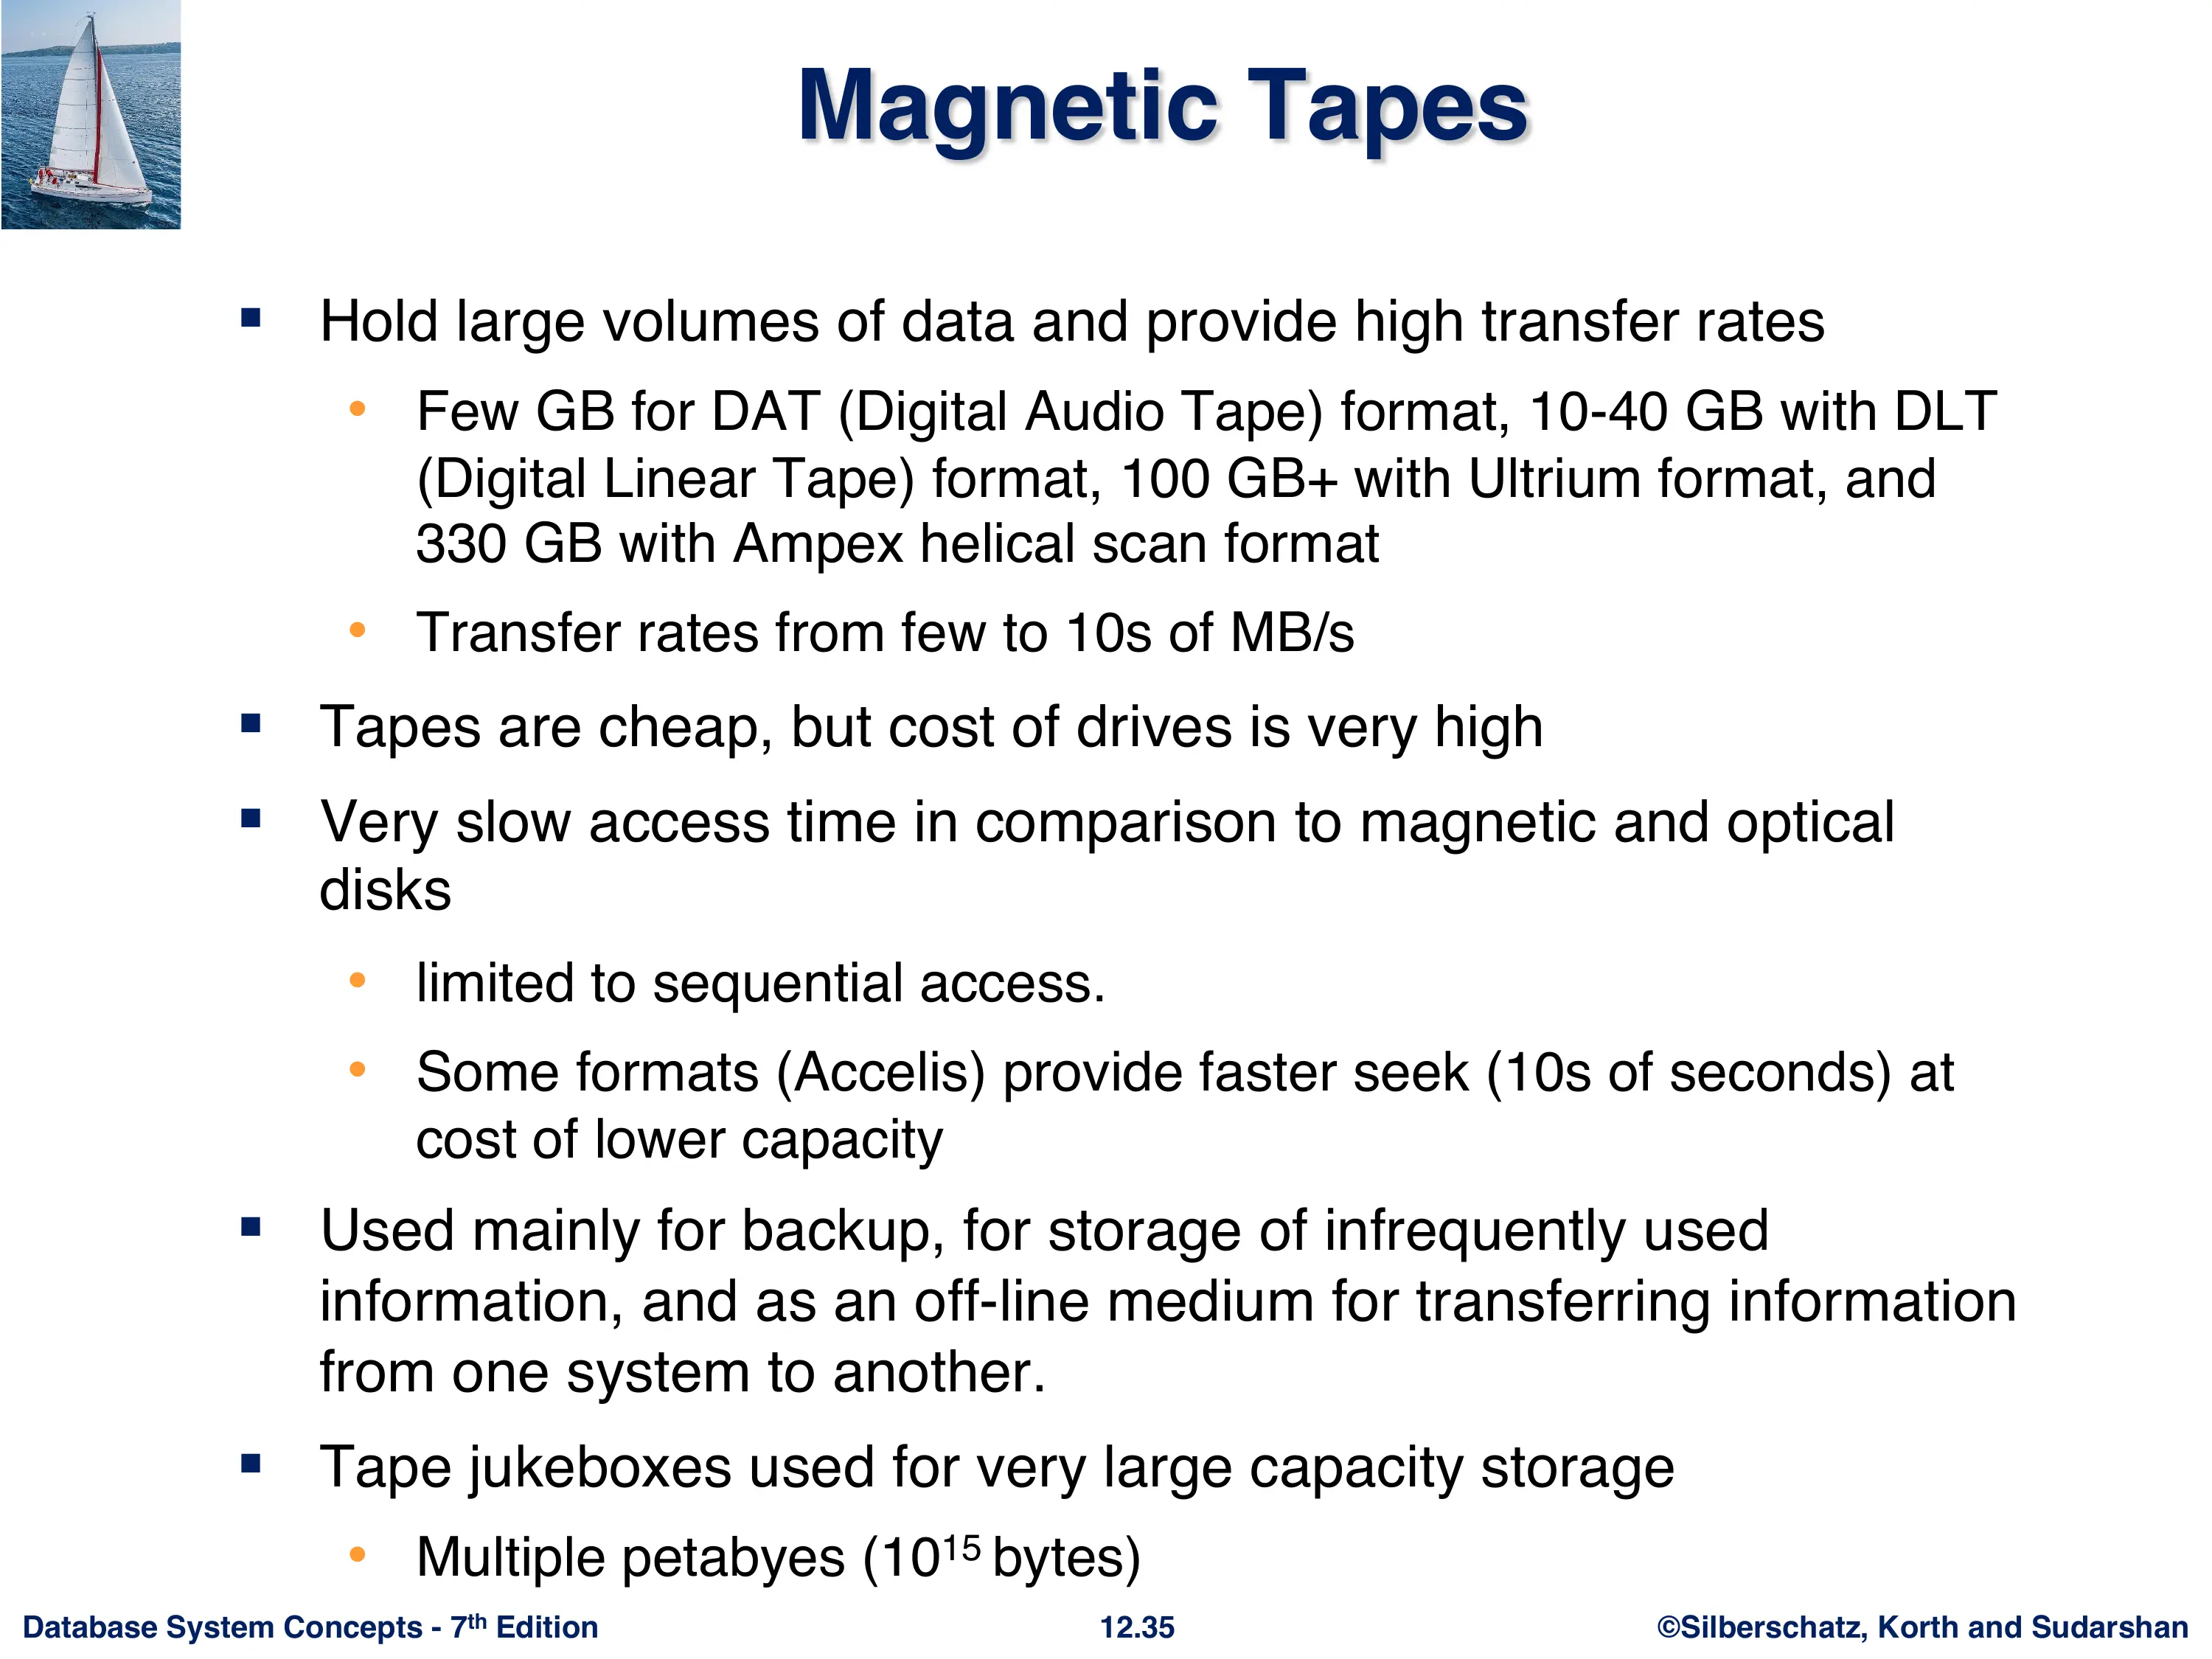 Magnetic Tapes
▪ Hold large volumes of data and provide high transfer rates
• Few GB for DAT (Digital Audio Tape) format, 10-40 GB with DLT
(Digital Linear Tape) format, 100 GB+ with Ultrium format, and
330 GB with Ampex helical scan format
• Transfer rates from few to 10s of MB/s
▪ Tapes are cheap, but cost of drives is very high
▪ Very slow access time in comparison to magnetic and optical
disks
• limited to sequential access.
• Some formats (Accelis) provide faster seek (10s of seconds) at
cost of lower capacity
▪ Used mainly for backup, for storage of infrequently used
information, and as an off-line medium for transferring information
from one system to another.
▪ Tape jukeboxes used for very large capacity storage
• Multiple petabyes (10¹⁵ bytes)
Database System Concepts - 7th Edition 12.35 ©Silberschatz, Korth and Sudarshan